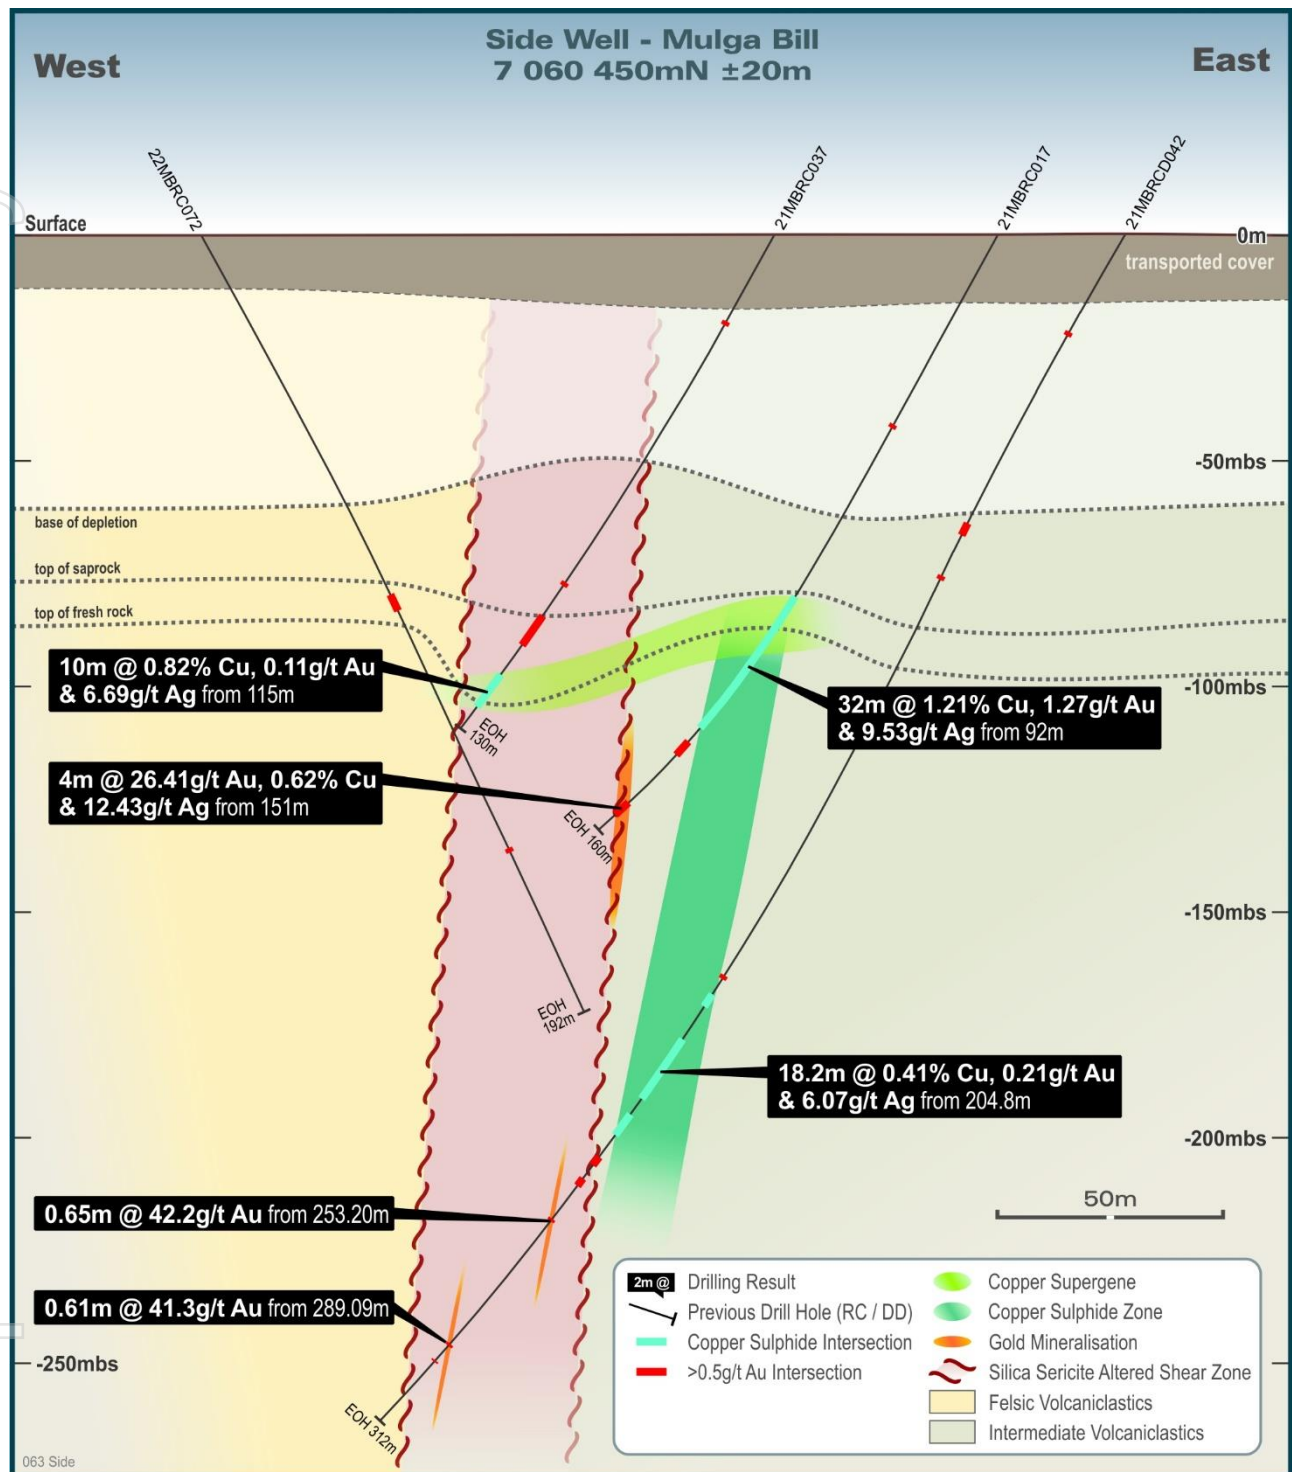 Side Well - Mulga Bill
7 060 450mN ±20m
West
East
22MBRC072
21MBRC037
21MBRC017
21MBRCD042
Surface
0m
transported cover
-50mbs
base of depletion
top of saprock
top of fresh rock
10m @ 0.82% Cu, 0.11g/t Au
& 6.69g/t Ag from 115m
-100mbs
32m @ 1.21% Cu, 1.27g/t Au
& 9.53g/t Ag from 92m
EOH
130m
4m @ 26.41g/t Au, 0.62% Cu
& 12.43g/t Ag from 151m
EOH 160m
-150mbs
EOH
192m
18.2m @ 0.41% Cu, 0.21g/t Au
& 6.07g/t Ag from 204.8m
-200mbs
0.65m @ 42.2g/t Au from 253.20m
50m
0.61m @ 41.3g/t Au from 289.09m
-250mbs
EOH 312m
2m @ Drilling Result
Previous Drill Hole (RC / DD)
Copper Sulphide Intersection
>0.5g/t Au Intersection
Copper Supergene
Copper Sulphide Zone
Gold Mineralisation
Silica Sericite Altered Shear Zone
Felsic Volcaniclastics
Intermediate Volcaniclastics
063 Side